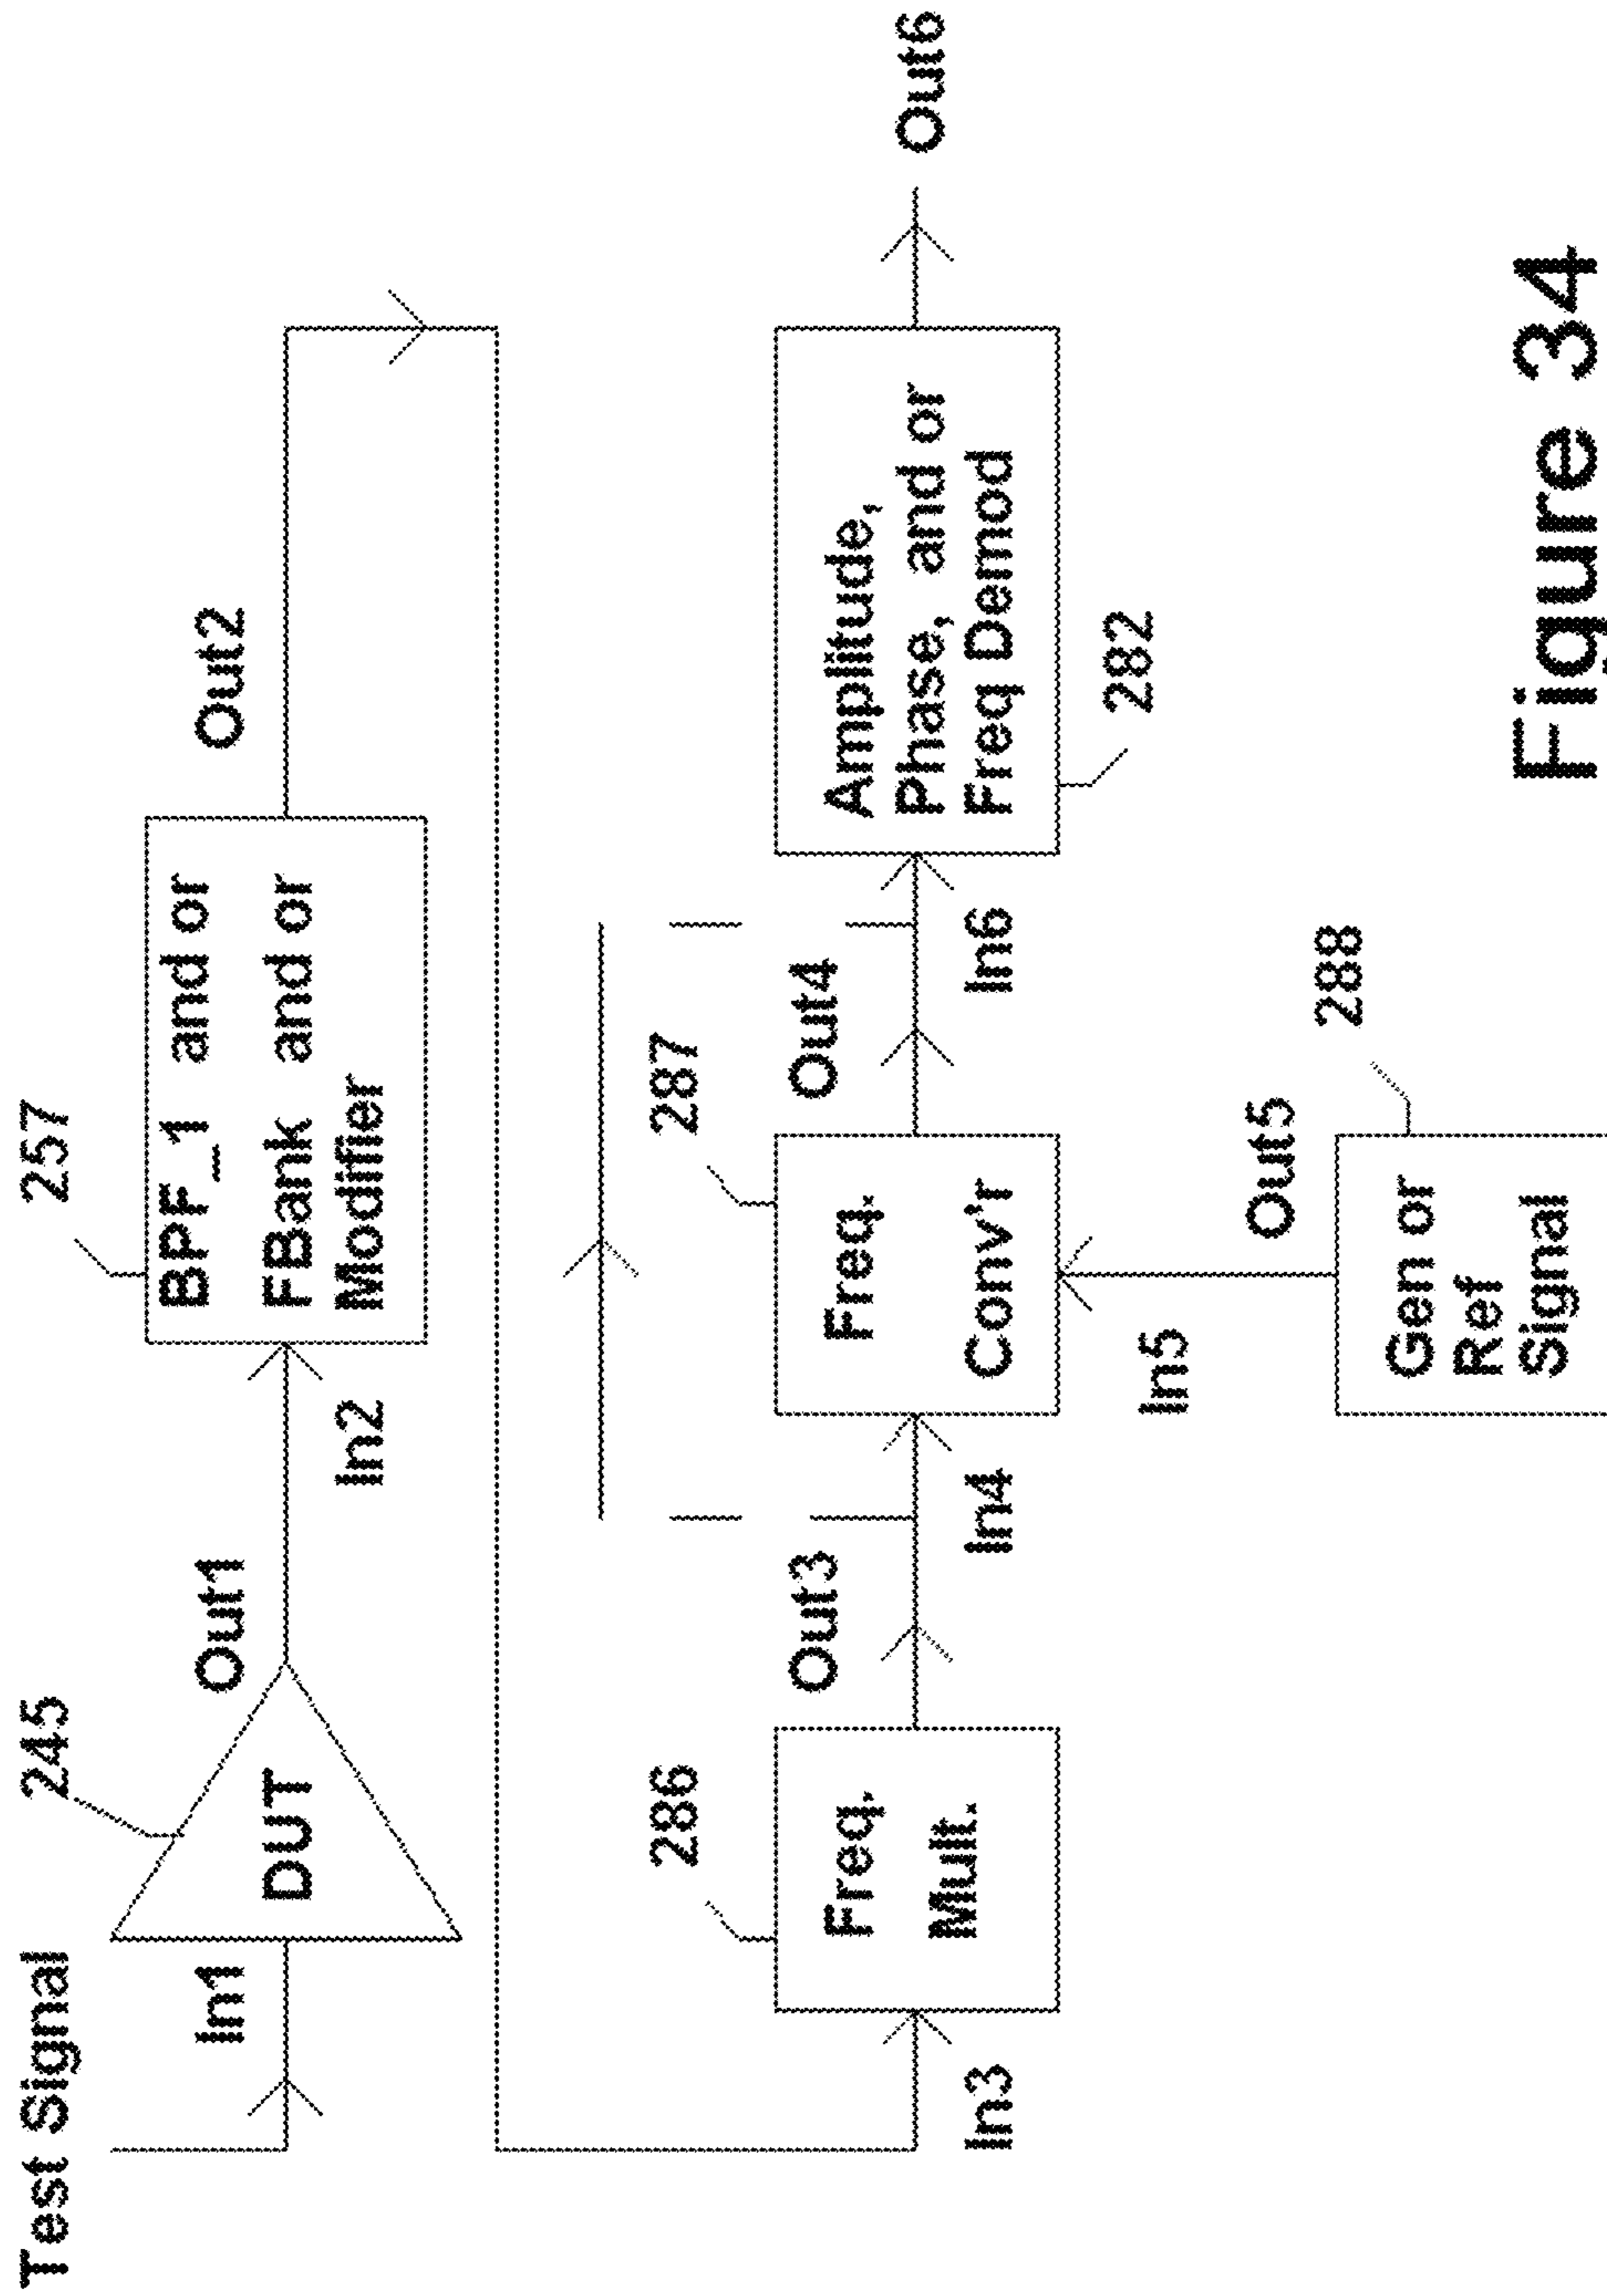 Test Signal
245
257
In1
Out1
Out2
DUT
In2
BPF_1 and or
FBank and or
Modifier
286
287
Out3
Out4
Out6
Freq.
Mult.
Freq.
Conv'r
Amplitude,
Phase, and or
Freq Demod
In3
In4
In6
282
In5
Out5
288
Gen or
Ref
Signal
Figure 34